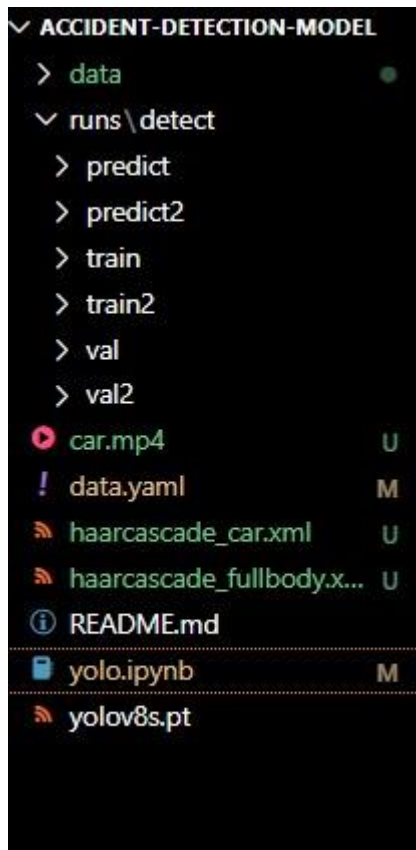 ACCIDENT-DETECTION-MODEL
data
runs\detect
predict
predict2
train
train2
val
val2
car.mp4 U
data.yaml M
haarcascade_car.xml U
haarcascade_fullbody.x... U
README.md
yolo.ipynb M
yolov8s.pt